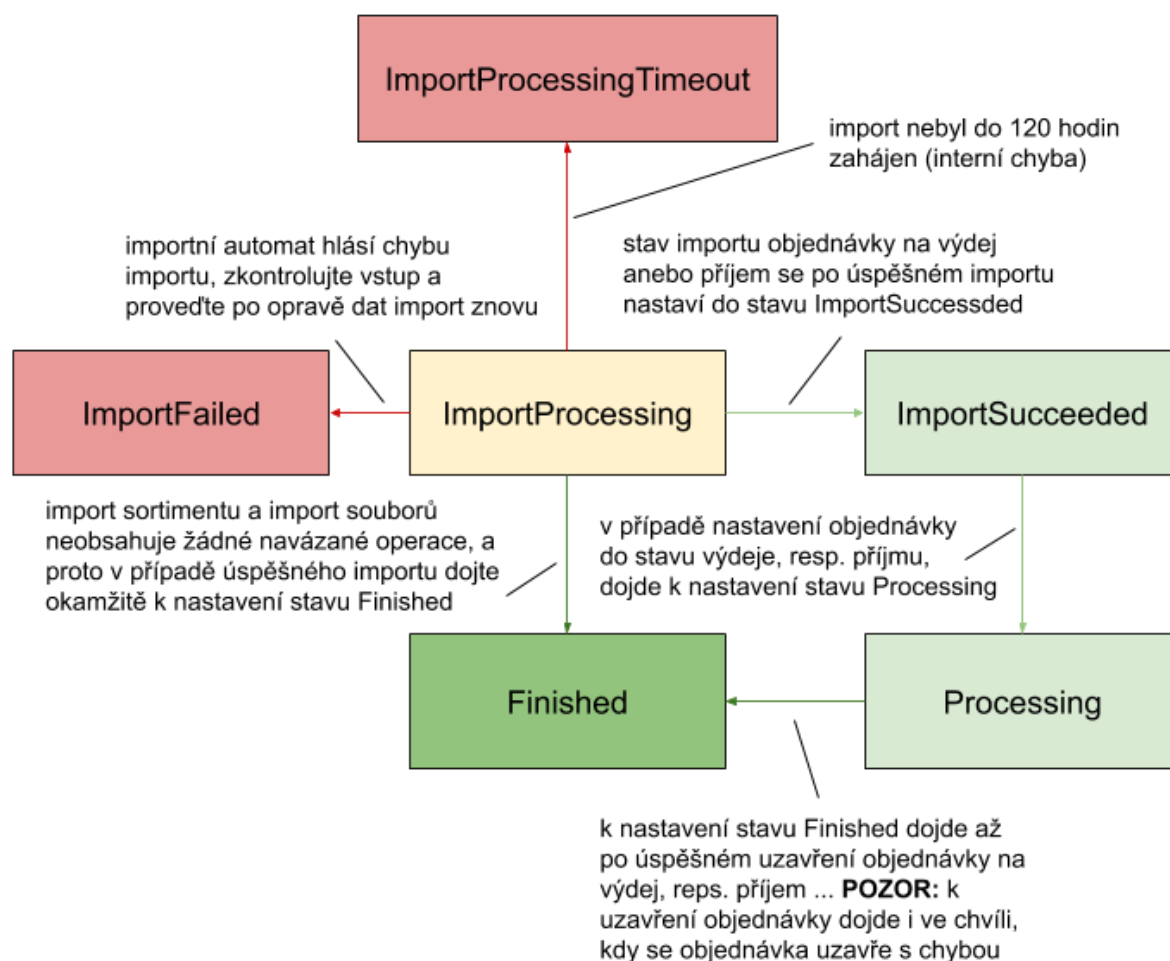 ImportProcessingTimeout
import nebyl do 120 hodin
zahájen (interní chyba)
importní automat hlásí chybu
importu, zkontrolujte vstup a
proveďte po opravě dat import znovu
stav importu objednávky na výdej
anebo příjem se po úspěšném importu
nastaví do stavu ImportSuccessded
ImportFailed
ImportProcessing
ImportSucceeded
import sortimentu a import souborů
neobsahuje žádné navázané operace, a
proto v případě úspěšného importu dojte
okamžitě k nastavení stavu Finished
v případě nastavení objednávky
do stavu výdeje, resp. příjmu,
dojde k nastavení stavu Processing
Finished
Processing
k nastavení stavu Finished dojde až
po úspěšném uzavření objednávky na
výdej, reps. příjem ... POZOR: k
uzavření objednávky dojde i ve chvíli,
kdy se objednávka uzavře s chybou